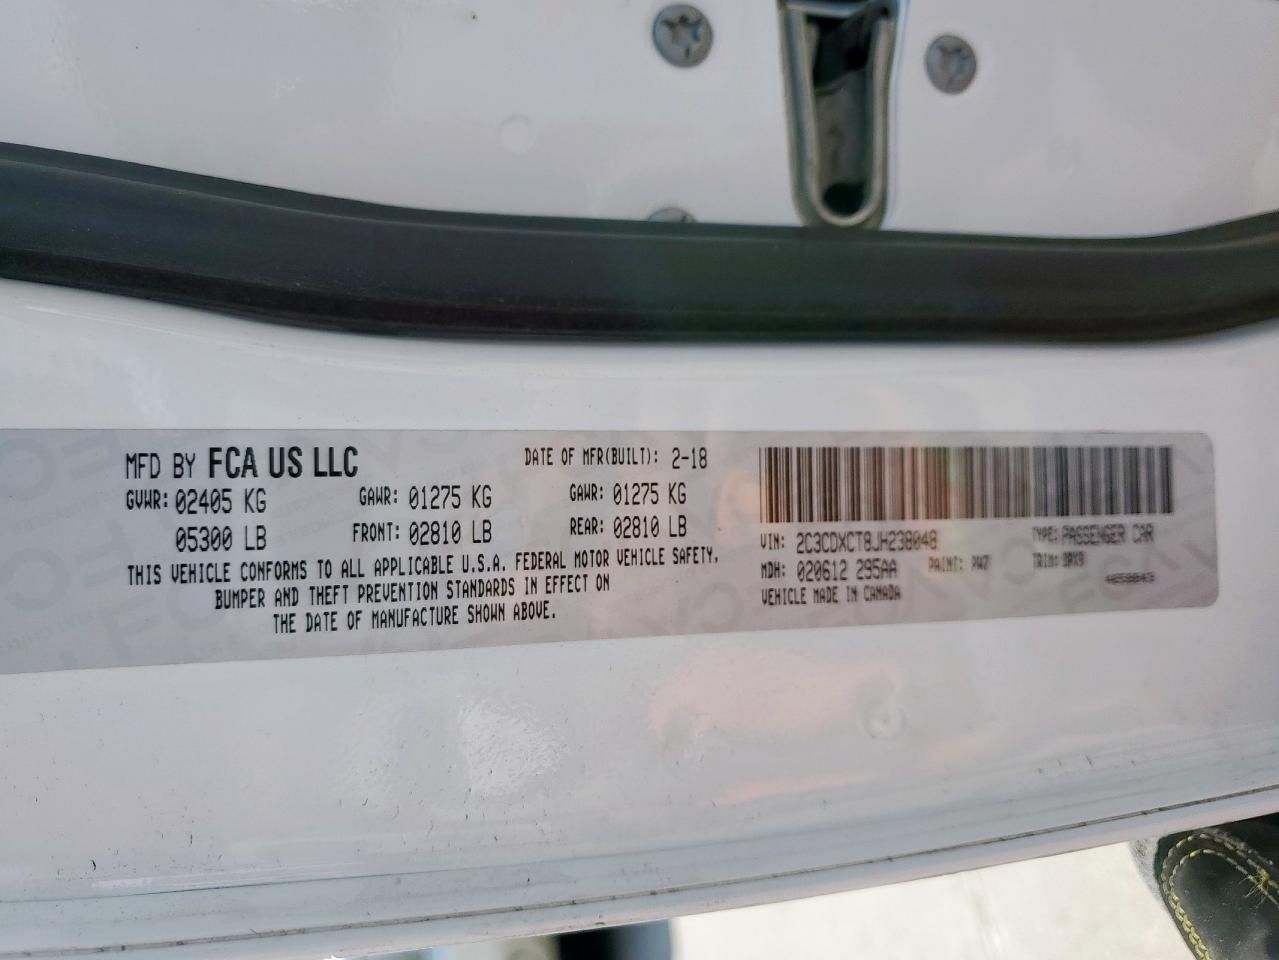 MFD BY FCA US LLC DATE OF MFR(BUILT): 2-18
GVWR: 02405 KG GAWR: 01275 KG GAWR: 01275 KG
05300 LB FRONT: 02810 LB REAR: 02810 LB
THIS VEHICLE CONFORMS TO ALL APPLICABLE U.S.A. FEDERAL MOTOR VEHICLE SAFETY,
BUMPER AND THEFT PREVENTION STANDARDS IN EFFECT ON
THE DATE OF MANUFACTURE SHOWN ABOVE.
VIN: 2C3CDXCT8JH238048 TYPE: PASSENGER CAR
MDH: 020612 295AA PAINT: PW7 TRIM:
VEHICLE MADE IN CANADA